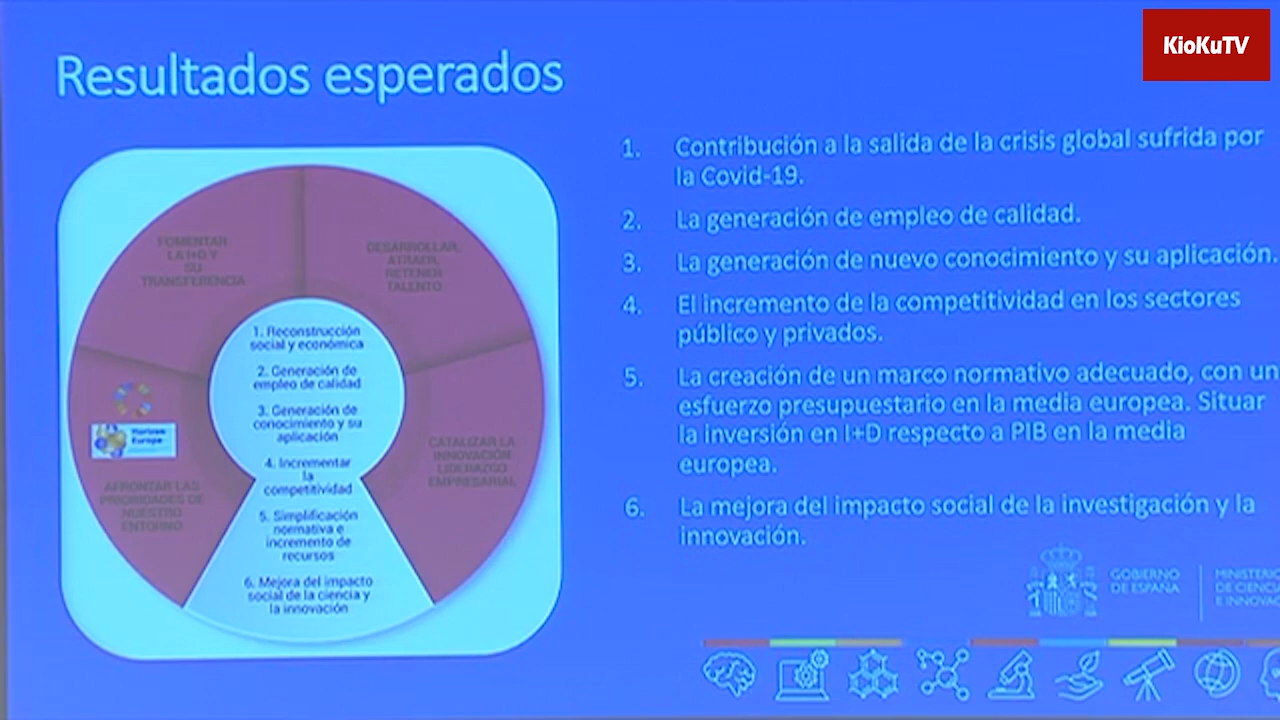 KioKuTV
Resultados esperados
FOMENTAR
LA I+D Y
SU
TRANSFERENCIA
DESARROLLAR,
ATRAER,
RETENER
TALENTO
Horizon
Europe
AFRONTAR LAS
PRIORIDADES DE
NUESTRO
ENTORNO
CATALIZAR LA
INNOVACIÓN
LIDERAZGO
EMPRESARIAL
1. Reconstrucción
social y económica
2. Generación de
empleo de calidad
3. Generación de
conocimiento y su
aplicación
4. Incrementar
la
competitividad
5. Simplificación
normativa e
incremento de
recursos
6. Mejora del impacto
social de la ciencia y
la innovación
1. Contribución a la salida de la crisis global sufrida por
la Covid-19.
2. La generación de empleo de calidad.
3. La generación de nuevo conocimiento y su aplicación.
4. El incremento de la competitividad en los sectores
público y privados.
5. La creación de un marco normativo adecuado, con un
esfuerzo presupuestario en la media europea. Situar
la inversión en I+D respecto a PIB en la media
europea.
6. La mejora del impacto social de la investigación y la
innovación.
GOBIERNO
DE ESPAÑA
MINISTERIO
DE CIENCIA
E INNOVAC